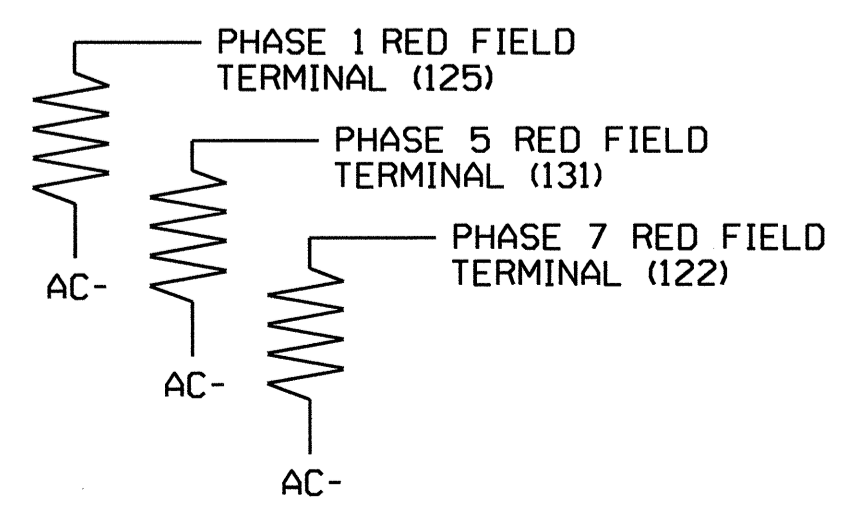 PHASE 1 RED FIELD
TERMINAL (125)
PHASE 5 RED FIELD
TERMINAL (131)
PHASE 7 RED FIELD
TERMINAL (122)
AC-
AC-
AC-